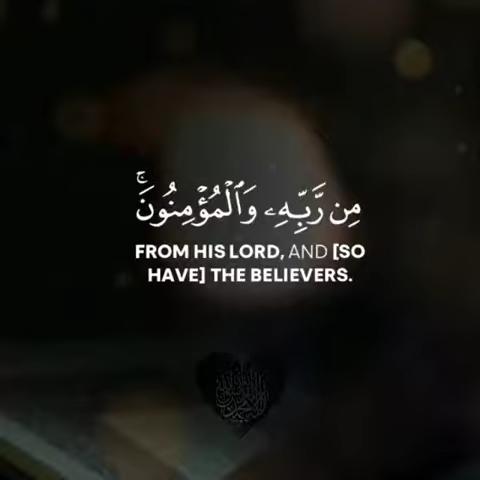 مِن رَّبِّهِۦ وَٱلْمُؤْمِنُونَ ۚ
FROM HIS LORD, AND [SO
HAVE] THE BELIEVERS.